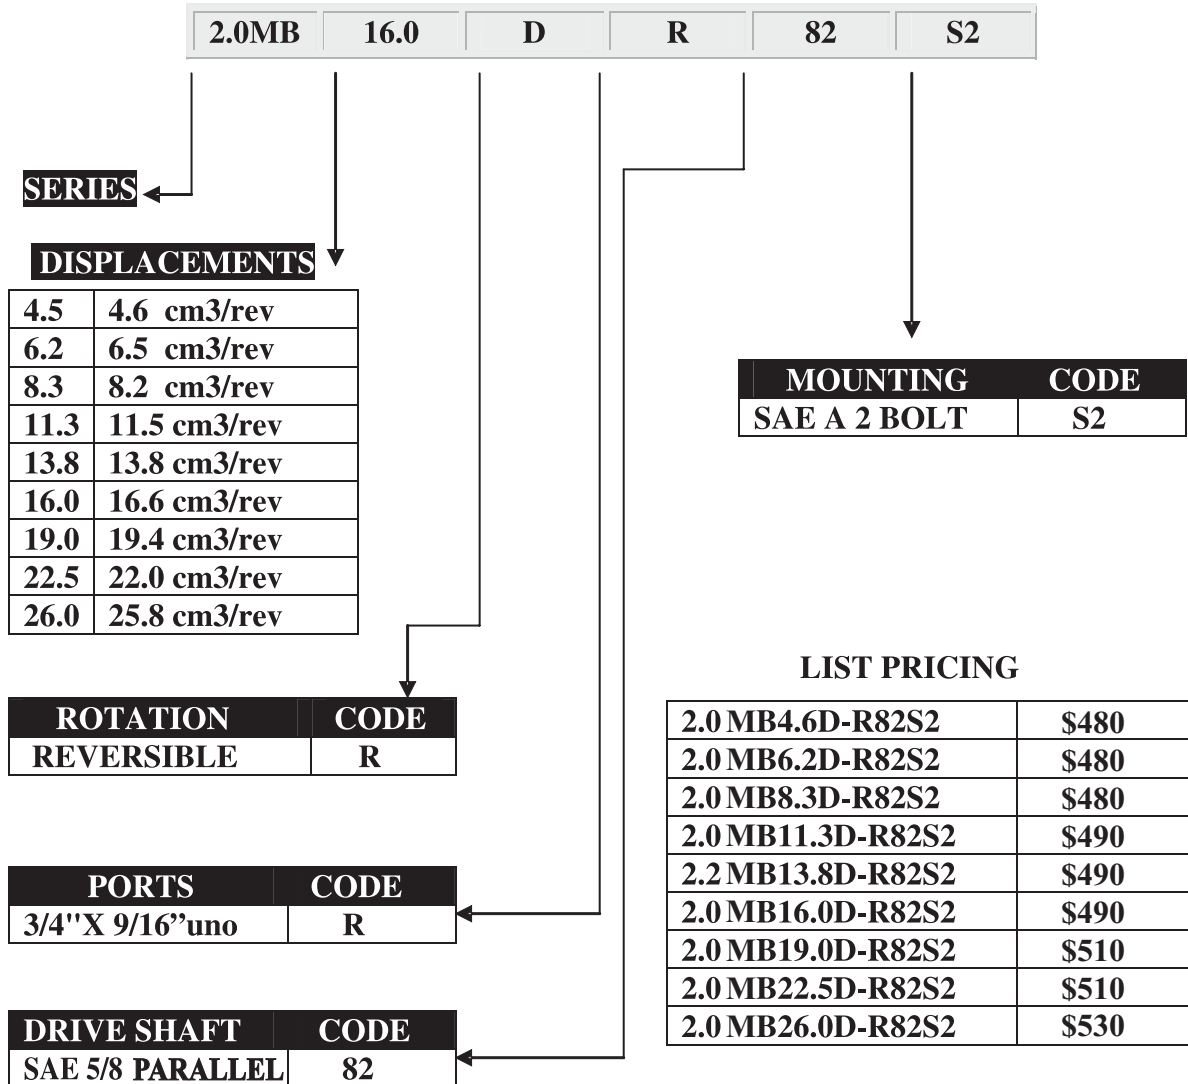 2.0MB 16.0 D R 82 S2
SERIES
DISPLACEMENTS
4.5 4.6 cm3/rev
6.2 6.5 cm3/rev
8.3 8.2 cm3/rev
11.3 11.5 cm3/rev
13.8 13.8 cm3/rev
16.0 16.6 cm3/rev
19.0 19.4 cm3/rev
22.5 22.0 cm3/rev
26.0 25.8 cm3/rev
MOUNTING CODE
SAE A 2 BOLT S2
ROTATION CODE
REVERSIBLE R
PORTS CODE
3/4"X 9/16”uno R
DRIVE SHAFT CODE
SAE 5/8 PARALLEL 82
LIST PRICING
2.0 MB4.6D-R82S2 $480
2.0 MB6.2D-R82S2 $480
2.0 MB8.3D-R82S2 $480
2.0 MB11.3D-R82S2 $490
2.2 MB13.8D-R82S2 $490
2.0 MB16.0D-R82S2 $490
2.0 MB19.0D-R82S2 $510
2.0 MB22.5D-R82S2 $510
2.0 MB26.0D-R82S2 $530